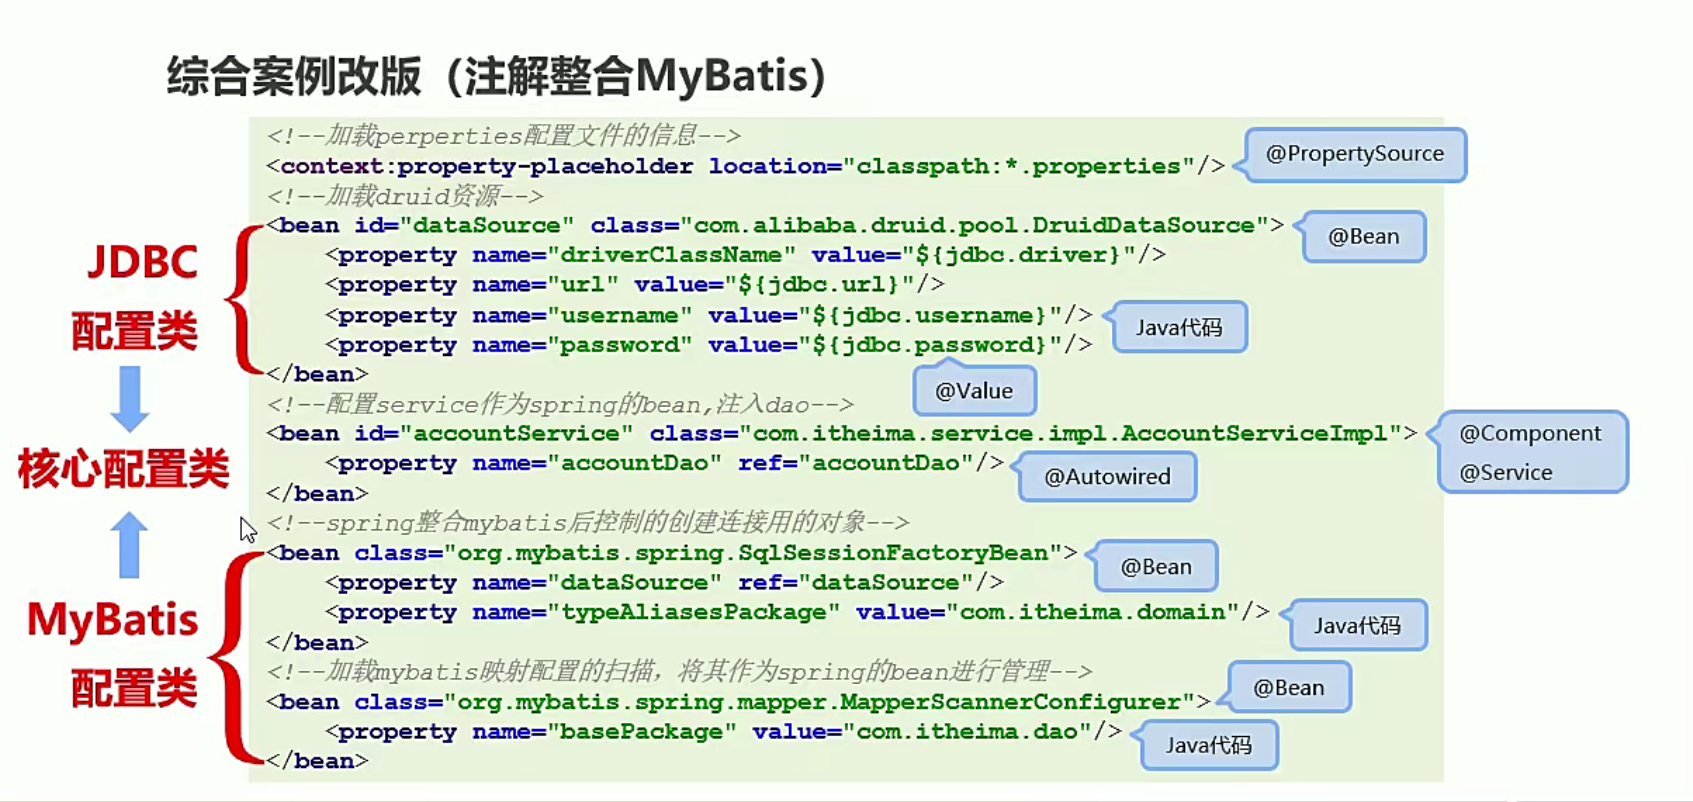 综合案例改版（注解整合MyBatis）
<!--加载perperties配置文件的信息-->
<context:property-placeholder location="classpath:*.properties"/>
@PropertySource
<!--加载druid资源-->
<bean id="dataSource" class="com.alibaba.druid.pool.DruidDataSource">
@Bean
<property name="driverClassName" value="${jdbc.driver}"/>
<property name="url" value="${jdbc.url}"/>
<property name="username" value="${jdbc.username}"/>
Java代码
<property name="password" value="${jdbc.password}"/>
@Value
</bean>
JDBC
配置类
<!--配置service作为spring的bean,注入dao-->
<bean id="accountService" class="com.itheima.service.impl.AccountServiceImpl">
@Component
@Service
<property name="accountDao" ref="accountDao"/>
@Autowired
</bean>
核心配置类
<!--spring整合mybatis后控制的创建连接用的对象-->
<bean class="org.mybatis.spring.SqlSessionFactoryBean">
@Bean
<property name="dataSource" ref="dataSource"/>
<property name="typeAliasesPackage" value="com.itheima.domain"/>
Java代码
</bean>
MyBatis
配置类
<!--加载mybatis映射配置的扫描，将其作为spring的bean进行管理-->
<bean class="org.mybatis.spring.mapper.MapperScannerConfigurer">
@Bean
<property name="basePackage" value="com.itheima.dao"/>
Java代码
</bean>